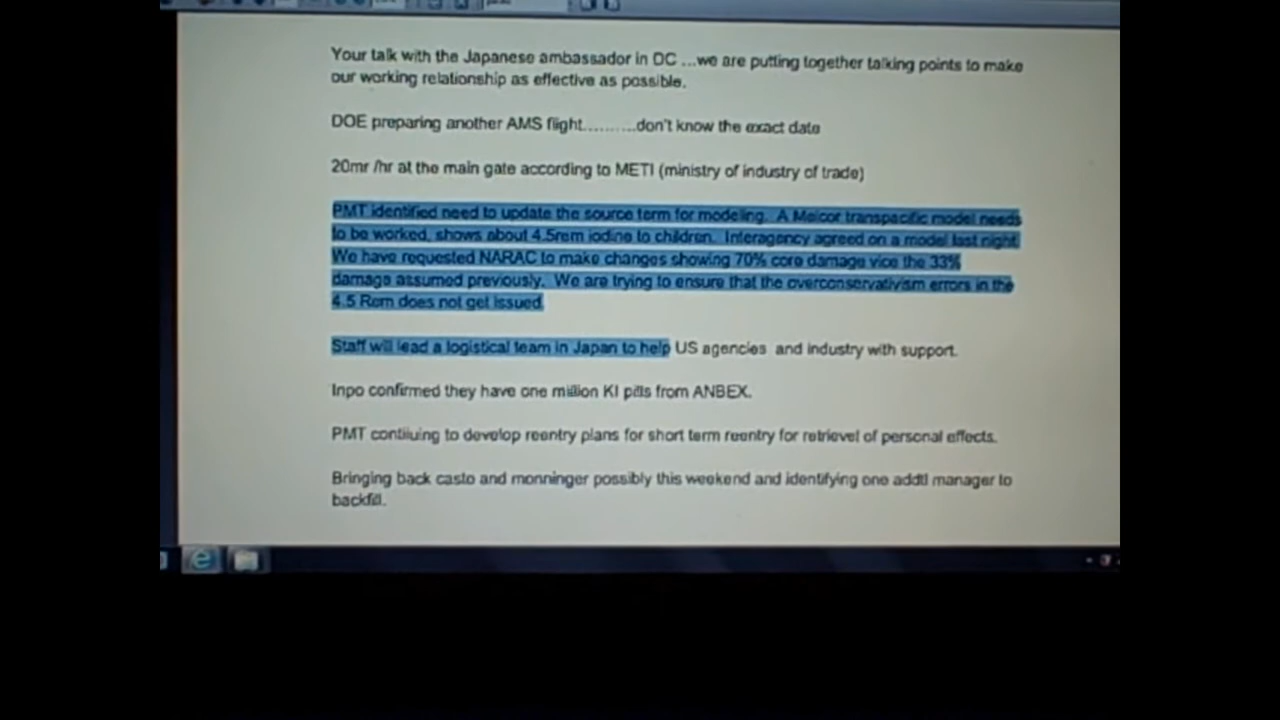 Your talk with the Japanese ambassador in DC ...we are putting together talking points to make
our working relationship as effective as possible.
DOE preparing another AMS flight..........don't know the exact date
20mr /hr at the main gate according to METI (ministry of industry of trade)
PMT identified need to update the source term for modeling. A Melcor transpacific model needs
to be worked, shows about 4.5rem iodine to children. Interagency agreed on a model last night.
We have requested NARAC to make changes showing 70% core damage vice the 33%
damage assumed previously. We are trying to ensure that the overconservativism errors in the
4.5 Rem does not get issued.
Staff will lead a logistical team in Japan to help US agencies and industry with support.
Inpo confirmed they have one million KI pills from ANBEX.
PMT contiiuing to develop reentry plans for short term reentry for retrievel of personal effects.
Bringing back casto and monninger possibly this weekend and identifying one addtl manager to
backfill.